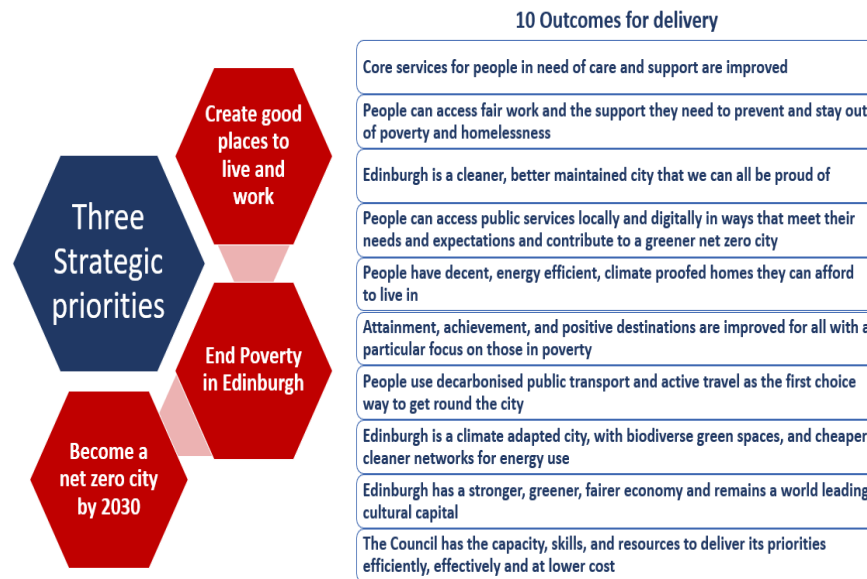 10 Outcomes for delivery
Three
Strategic
priorities
Create good
places to
live and
work
End Poverty
in Edinburgh
Become a
net zero city
by 2030
Core services for people in need of care and support are improved
People can access fair work and the support they need to prevent and stay out
of poverty and homelessness
Edinburgh is a cleaner, better maintained city that we can all be proud of
People can access public services locally and digitally in ways that meet their
needs and expectations and contribute to a greener net zero city
People have decent, energy efficient, climate proofed homes they can afford
to live in
Attainment, achievement, and positive destinations are improved for all with a
particular focus on those in poverty
People use decarbonised public transport and active travel as the first choice
way to get round the city
Edinburgh is a climate adapted city, with biodiverse green spaces, and cheaper
cleaner networks for energy use
Edinburgh has a stronger, greener, fairer economy and remains a world leading
cultural capital
The Council has the capacity, skills, and resources to deliver its priorities
efficiently, effectively and at lower cost